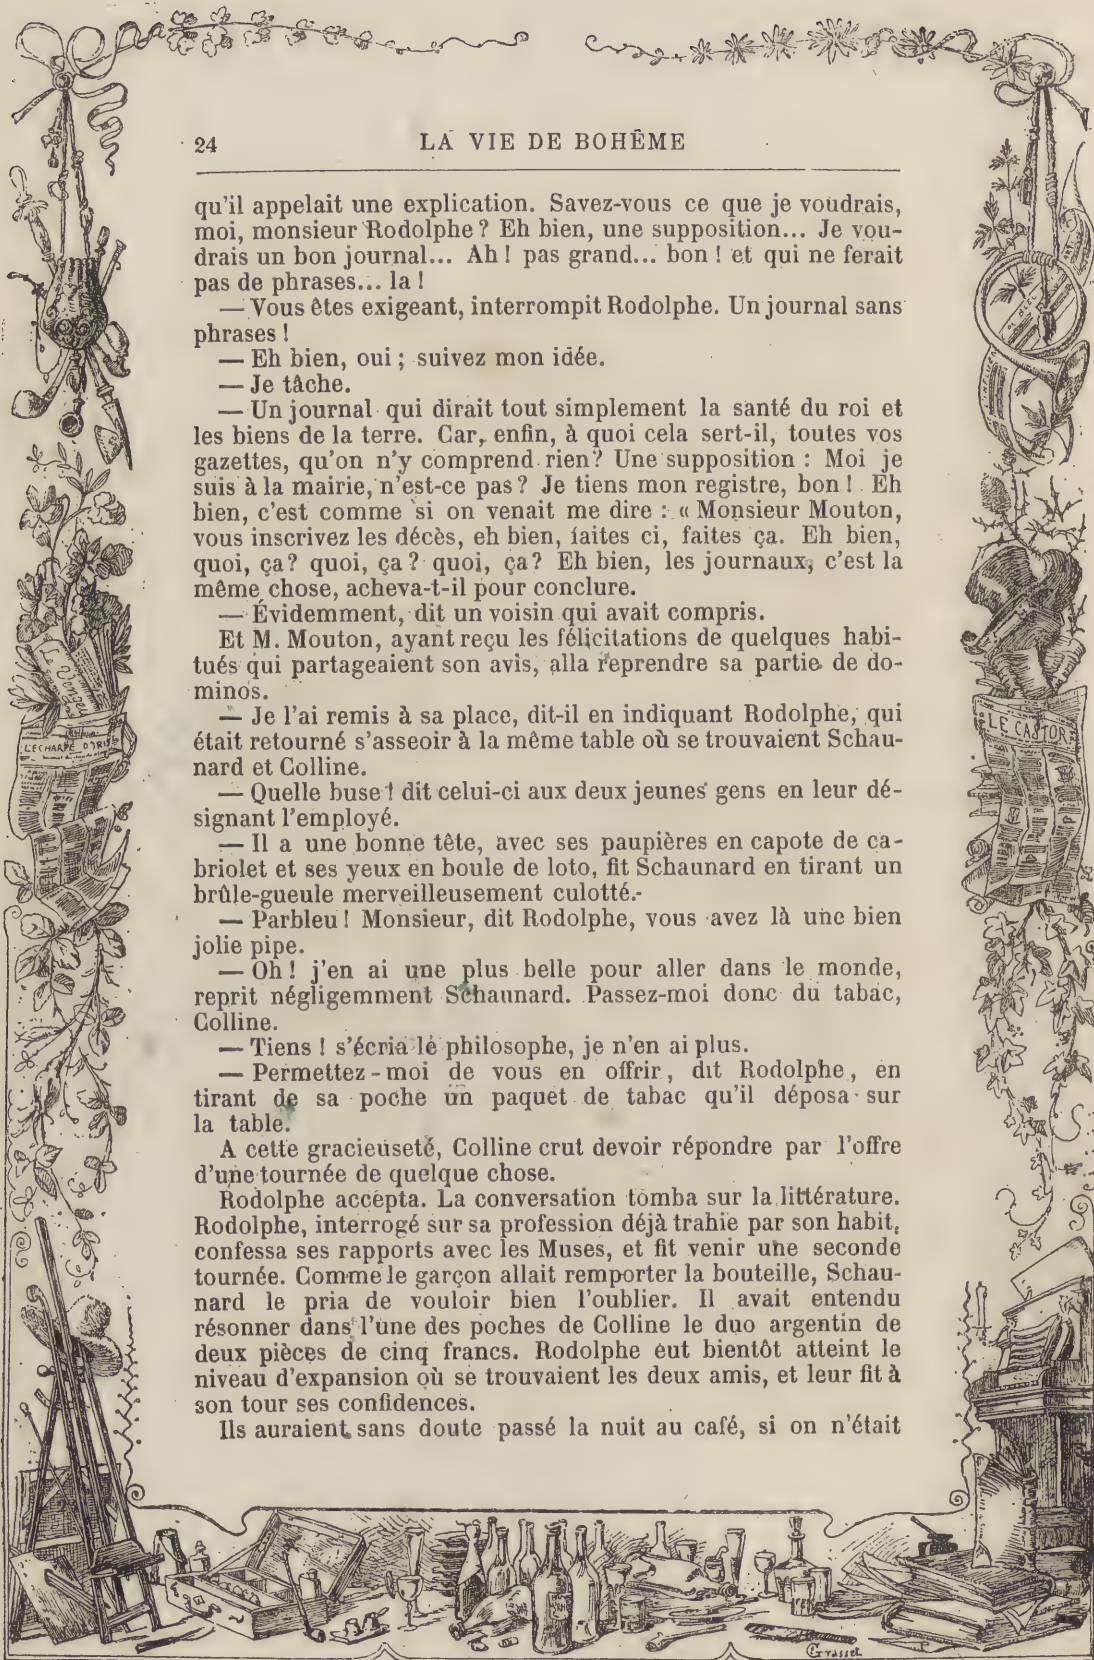 24
LA VIE DE BOHÊME
qu'il appelait une explication. Savez-vous ce que je voudrais,
moi, monsieur Rodolphe ? Eh bien, une supposition... Je vou-
drais un bon journal... Ah ! pas grand... bon ! et qui ne ferait
pas de phrases... la !
— Vous êtes exigeant, interrompit Rodolphe. Un journal sans
phrases !
— Eh bien, oui ; suivez mon idée.
— Je tâche.
— Un journal qui dirait tout simplement la santé du roi et
les biens de la terre. Car, enfin, à quoi cela sert-il, toutes vos
gazettes, qu'on n'y comprend rien ? Une supposition : Moi je
suis à la mairie, n'est-ce pas ? Je tiens mon registre, bon ! Eh
bien, c'est comme si on venait me dire : « Monsieur Mouton,
vous inscrivez les décès, eh bien, faites ci, faites ça. Eh bien,
quoi, ça ? quoi, ça ? quoi, ça ? Eh bien, les journaux, c'est la
même chose, acheva-t-il pour conclure.
— Évidemment, dit un voisin qui avait compris.
Et M. Mouton, ayant reçu les félicitations de quelques habi-
tués qui partageaient son avis, alla reprendre sa partie de do-
minos.
— Je l'ai remis à sa place, dit-il en indiquant Rodolphe, qui
était retourné s'asseoir à la même table où se trouvaient Schau-
nard et Colline.
— Quelle buse ! dit celui-ci aux deux jeunes gens en leur dé-
signant l'employé.
— Il a une bonne tête, avec ses paupières en capote de ca-
briolet et ses yeux en boule de loto, fit Schaunard en tirant un
brûle-gueule merveilleusement culotté.
— Parbleu ! Monsieur, dit Rodolphe, vous avez là une bien
jolie pipe.
— Oh ! j'en ai une plus belle pour aller dans le monde,
reprit négligemment Schaunard. Passez-moi donc du tabac,
Colline.
— Tiens ! s'écria le philosophe, je n'en ai plus.
— Permettez-moi de vous en offrir, dit Rodolphe, en
tirant de sa poche un paquet de tabac qu'il déposa sur
la table.
A cette gracieuseté, Colline crut devoir répondre par l'offre
d'une tournée de quelque chose.
Rodolphe accepta. La conversation tomba sur la littérature.
Rodolphe, interrogé sur sa profession déjà trahie par son habit,
confessa ses rapports avec les Muses, et fit venir une seconde
tournée. Comme le garçon allait remporter la bouteille, Schau-
nard le pria de vouloir bien l'oublier. Il avait entendu
résonner dans l'une des poches de Colline le duo argentin de
deux pièces de cinq francs. Rodolphe eut bientôt atteint le
niveau d'expansion où se trouvaient les deux amis, et leur fit à
son tour ses confidences.
Ils auraient sans doute passé la nuit au café, si on n'était
L'ECHARPE D'IRIS
LE CASTOR
Grasset